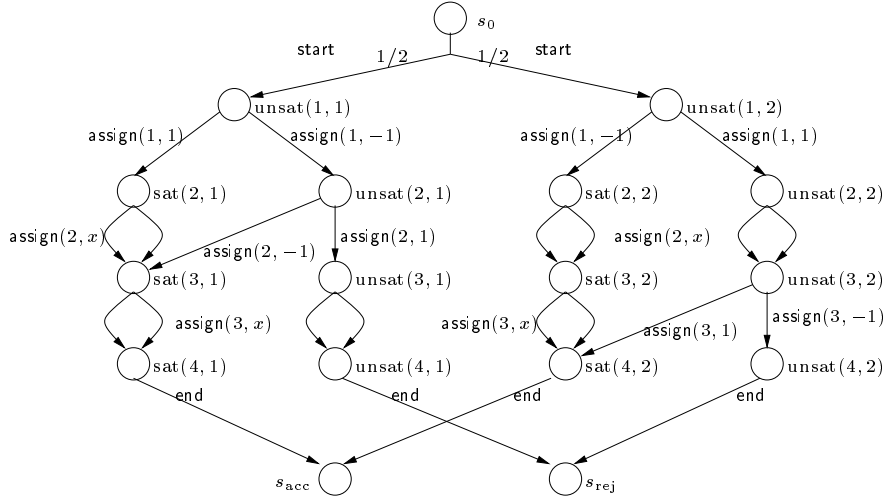 s₀
start 1/2 1/2 start
unsat(1, 1) unsat(1, 2)
assign(1, 1) assign(1, −1) assign(1, −1) assign(1, 1)
sat(2, 1) unsat(2, 1) sat(2, 2) unsat(2, 2)
assign(2, x) assign(2, −1) assign(2, 1) assign(2, x)
sat(3, 1) unsat(3, 1) sat(3, 2) unsat(3, 2)
assign(3, x) assign(3, x) assign(3, 1) assign(3, −1)
sat(4, 1) unsat(4, 1) sat(4, 2) unsat(4, 2)
end end end end
s_acc s_rej